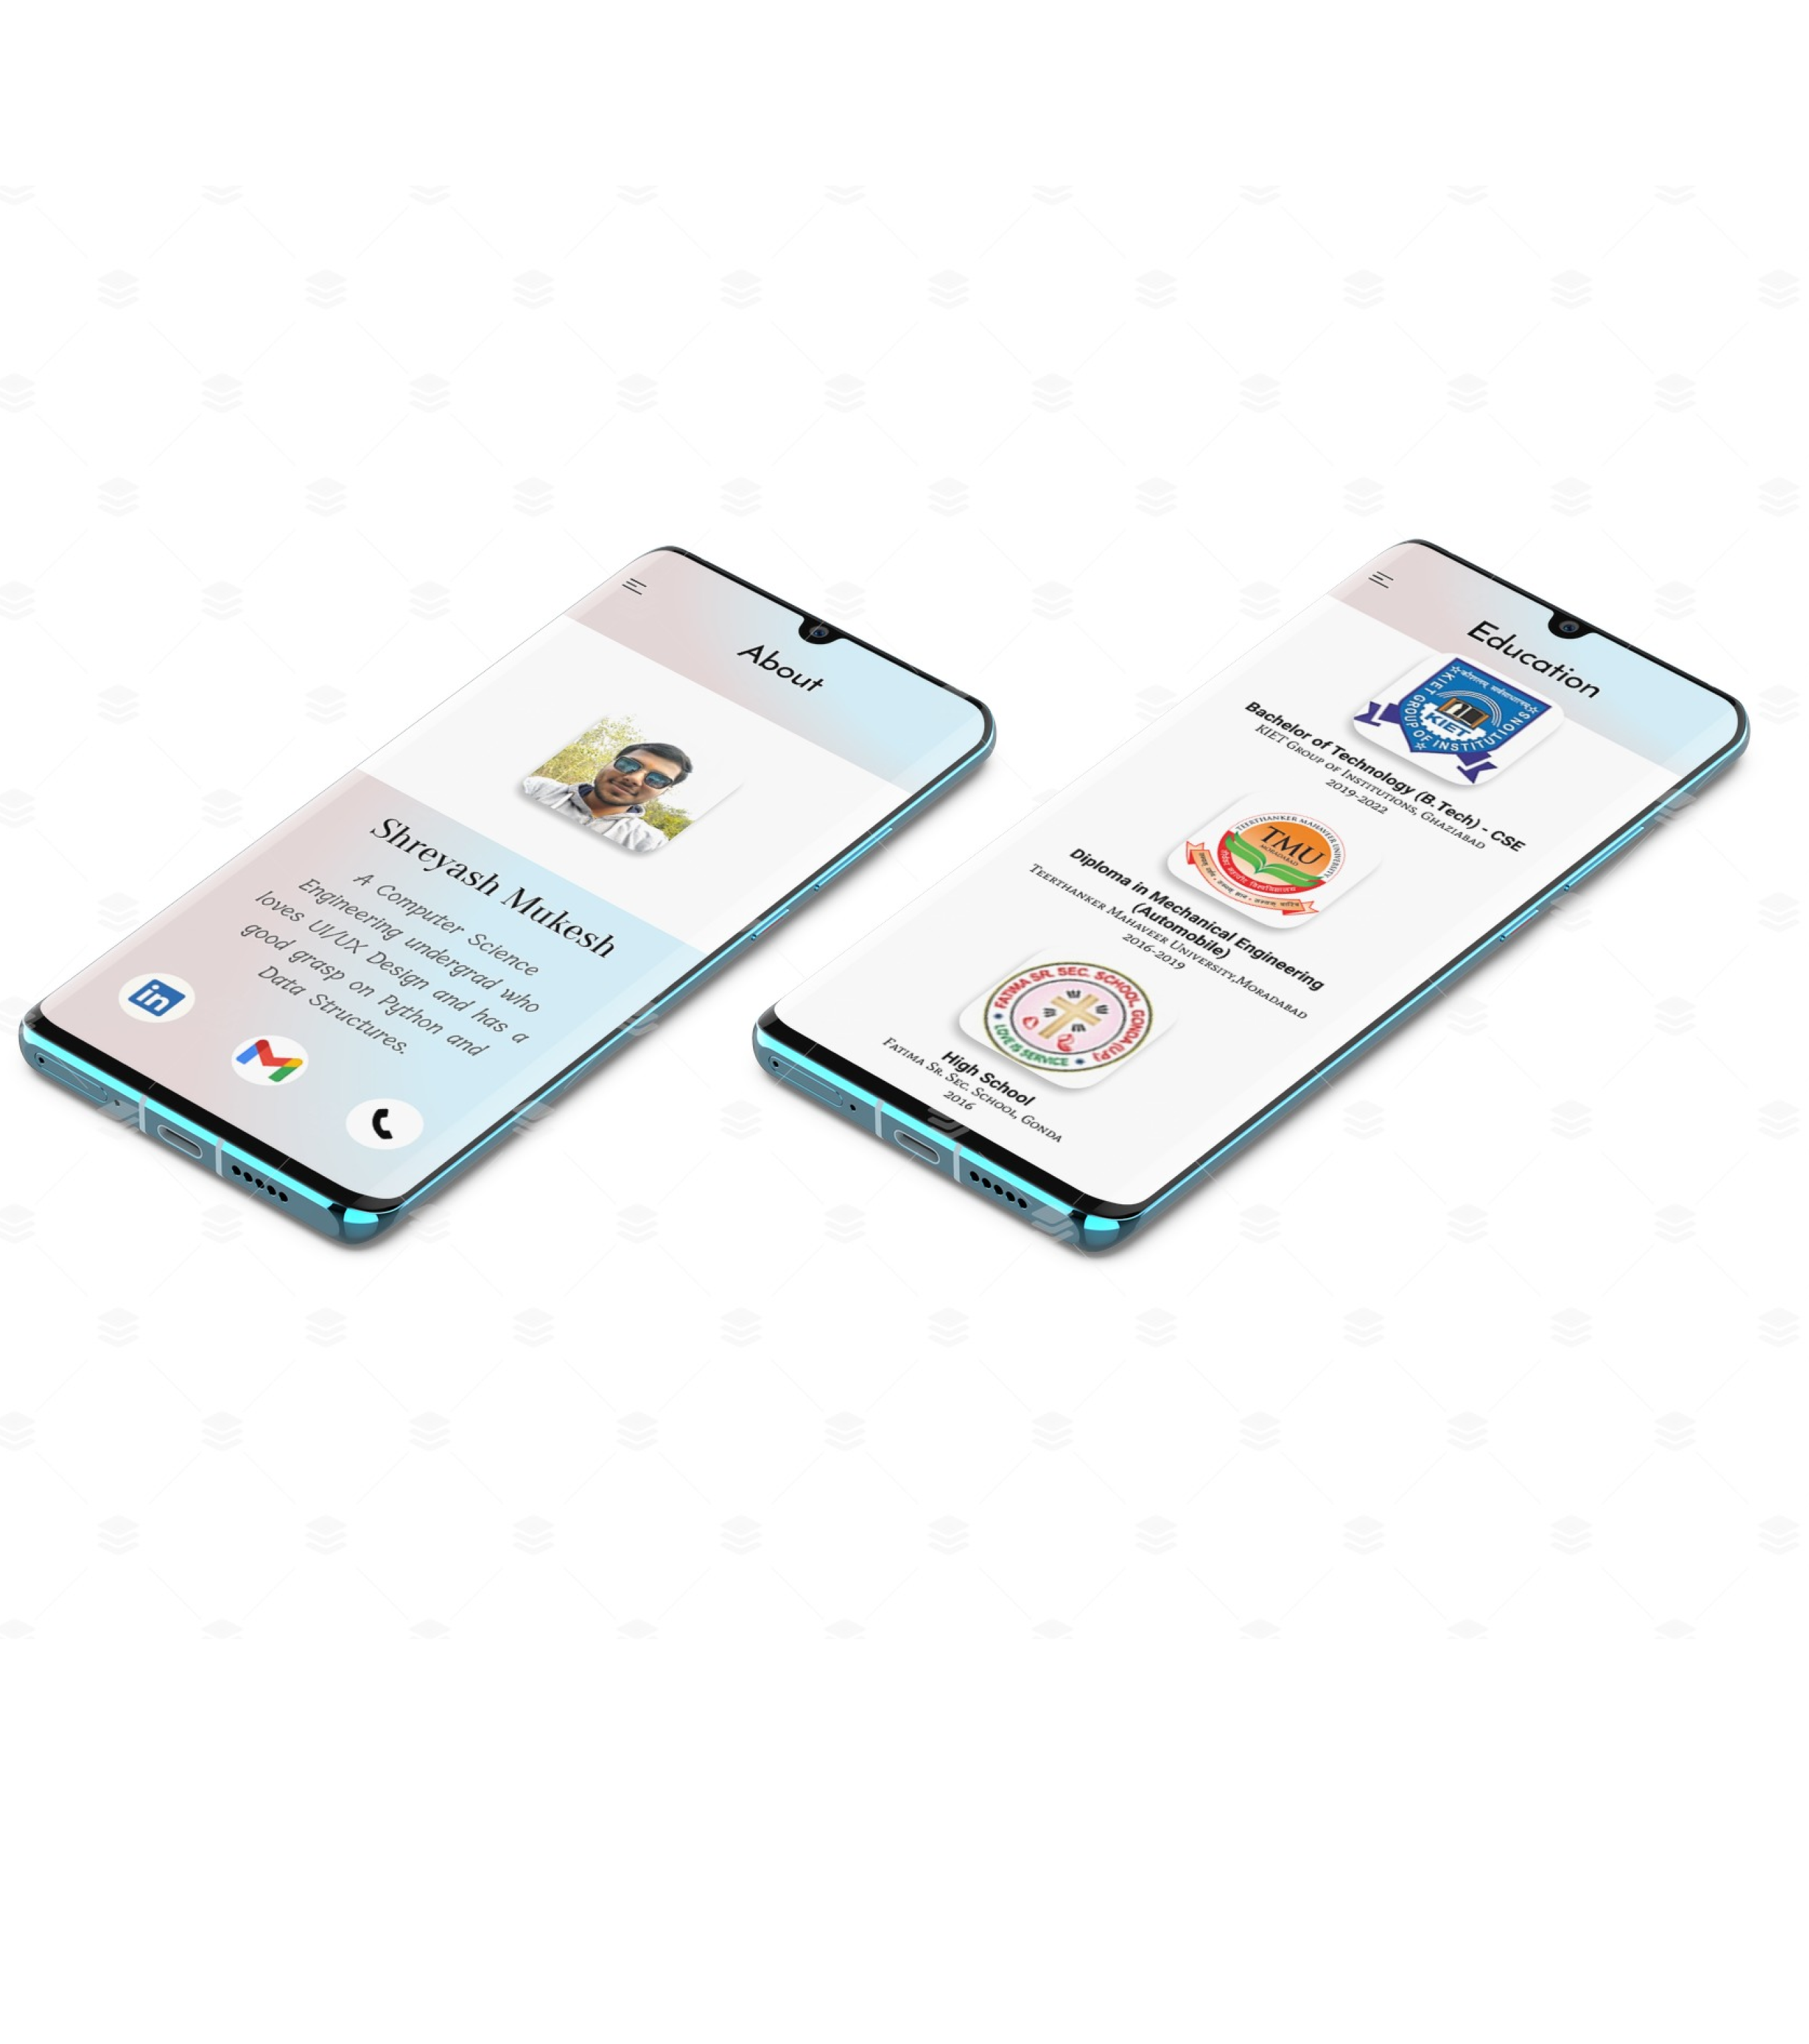 About
Shreyash Mukesh
A Computer Science
Engineering undergrad who
loves UI/UX Design and has a
good grasp on Python and
Data Structures.
in
Education
KIET GROUP OF INSTITUTIONS
KIET
Bachelor of Technology (B.Tech) - CSE
KIET Group of Institutions, Ghaziabad
2019-2022
TEERTHANKER MAHAVEER UNIVERSITY
TMU
MORADABAD
Diploma in Mechanical Engineering
(Automobile)
Teerthanker Mahaveer University,Moradabad
2016-2019
FATIMA SR. SEC. SCHOOL GONDA (U.P.)
LOVE IS SERVICE
High School
Fatima Sr. Sec. School, Gonda
2016